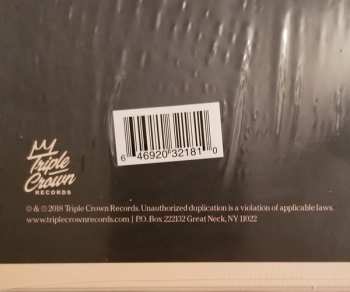 6 46920 32181 0
Triple
Crown
RECORDS
℗ & © 2018 Triple Crown Records. Unauthorized duplication is a violation of applicable laws.
www.triplecrownrecords.com | P.O. Box 222132 Great Neck, NY 11022